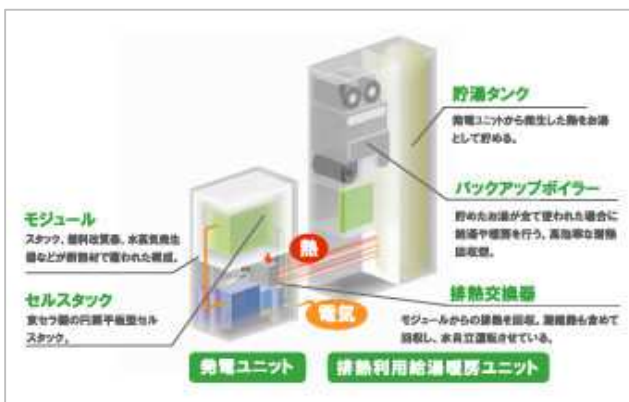 貯湯タンク
発電ユニットから発生した熱をお湯
として貯める。
バックアップボイラー
貯めたお湯が全て使われた場合に
給湯や暖房を行う、高効率な潜熱
回収型。
モジュール
スタック、燃料改質器、水蒸気発生
器などが断熱材で覆われた構成。
熱
セルスタック
京セラ製の円筒平板型セル
スタック。
電気
排熱交換器
モジュールからの排熱を回収。凝縮熱も含めて
回収し、水自立運転させている。
発電ユニット
排熱利用給湯暖房ユニット